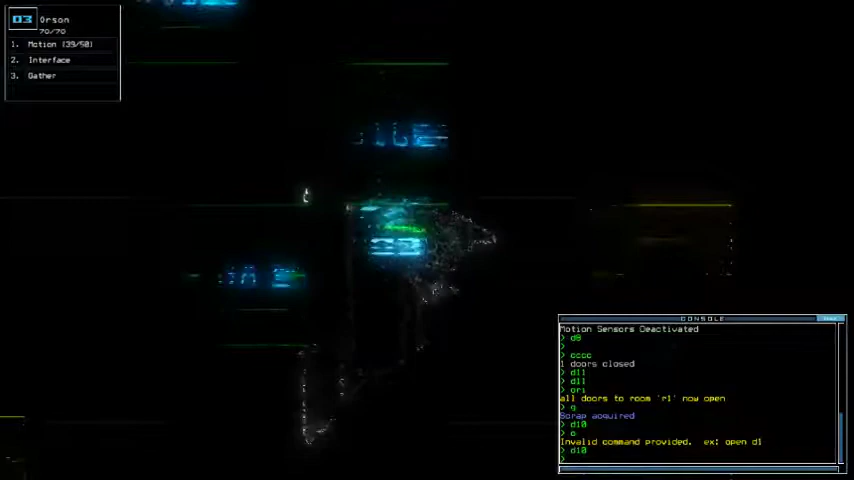 03 Orson
70/70
1. Motion (39/50)
2. Interface
3. Gather
CONSOLE
Motion Sensors Deactivated
> d9
>
> cccc
1 doors closed
> d11
> d11
> ori
all doors to room 'r1' now open
> g
Scrap acquired
> d10
> o
Invalid command provided. ex: open d1
> d10
>